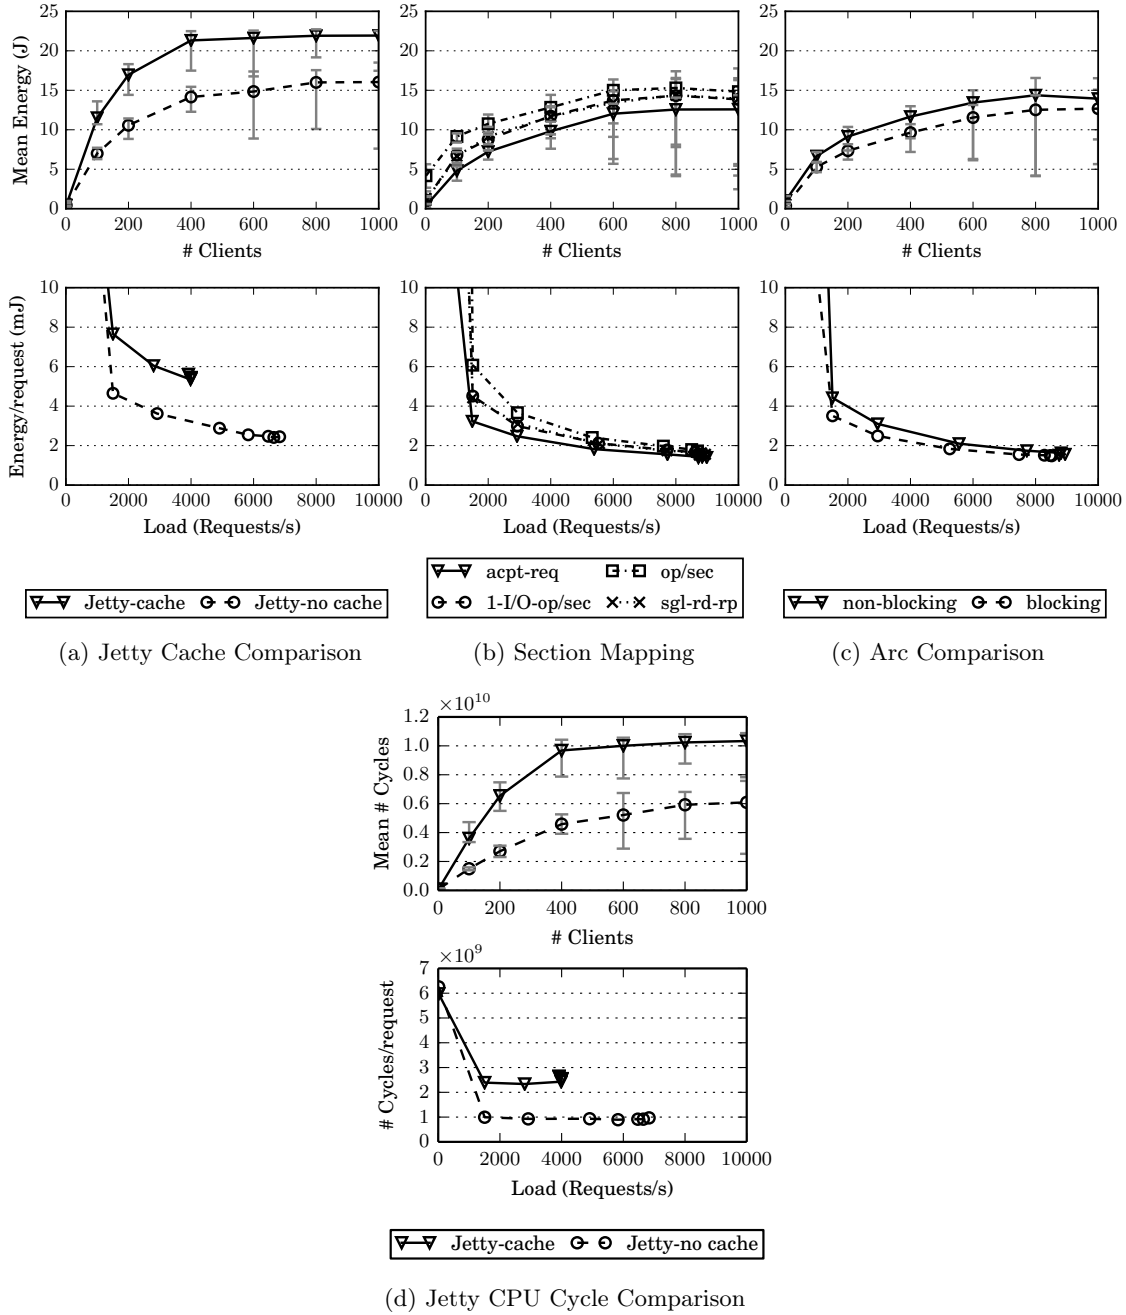 25
20
15
10
5
0
Mean Energy (J)
0 200 400 600 800 1000
# Clients
25
20
15
10
5
0
0 200 400 600 800 1000
# Clients
25
20
15
10
5
0
0 200 400 600 800 1000
# Clients
10
8
6
4
2
0
Energy/request (mJ)
0 2000 4000 6000 8000 10000
Load (Requests/s)
10
8
6
4
2
0
0 2000 4000 6000 8000 10000
Load (Requests/s)
10
8
6
4
2
0
0 2000 4000 6000 8000 10000
Load (Requests/s)
Jetty-cache Jetty-no cache
acpt-req op/sec
1-I/O-op/sec sgl-rd-rp
non-blocking blocking
(a) Jetty Cache Comparison
(b) Section Mapping
(c) Arc Comparison
×10¹⁰
1.2
1.0
0.8
0.6
0.4
0.2
0.0
Mean # Cycles
0 200 400 600 800 1000
# Clients
×10⁹
7
6
5
4
3
2
1
0
# Cycles/request
0 2000 4000 6000 8000 10000
Load (Requests/s)
Jetty-cache Jetty-no cache
(d) Jetty CPU Cycle Comparison